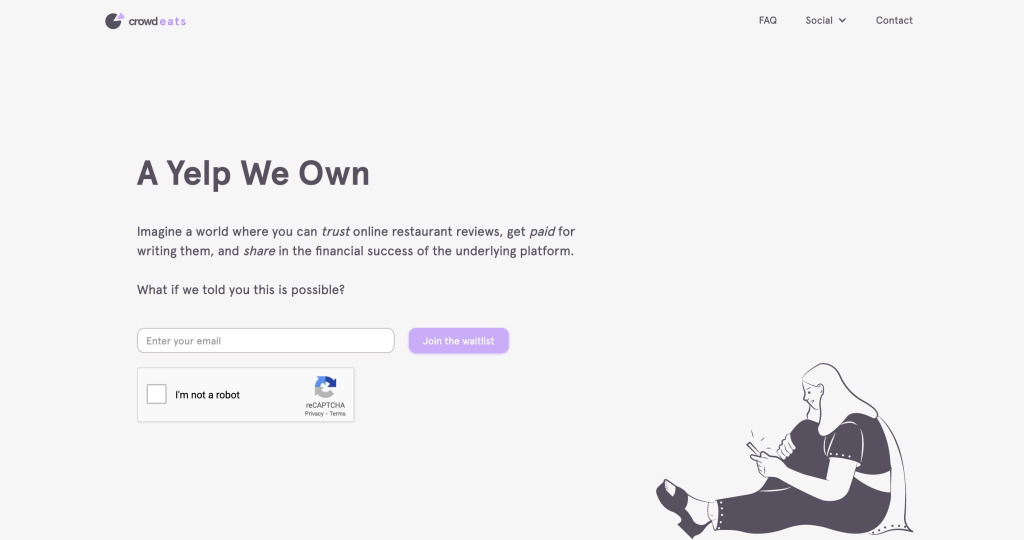 crowd eats
FAQ
Social
Contact
A Yelp We Own
Imagine a world where you can trust online restaurant reviews, get paid for
writing them, and share in the financial success of the underlying platform.
What if we told you this is possible?
Enter your email
Join the waitlist
I'm not a robot
reCAPTCHA
Privacy - Terms